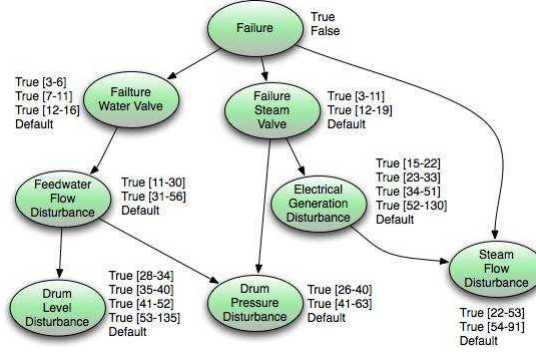 Failure
True
False
Failture
Water Valve
True [3-6]
True [7-11]
True [12-16]
Default
Failure
Steam
Valve
True [3-11]
True [12-19]
Default
Feedwater
Flow
Disturbance
True [11-30]
True [31-56]
Default
Electrical
Generation
Disturbance
True [15-22]
True [23-33]
True [34-51]
True [52-130]
Default
Steam
Flow
Disturbance
True [22-53]
True [54-91]
Default
Drum
Level
Disturbance
True [28-34]
True [35-40]
True [41-52]
True [53-135]
Default
Drum
Pressure
Disturbance
True [26-40]
True [41-63]
Default